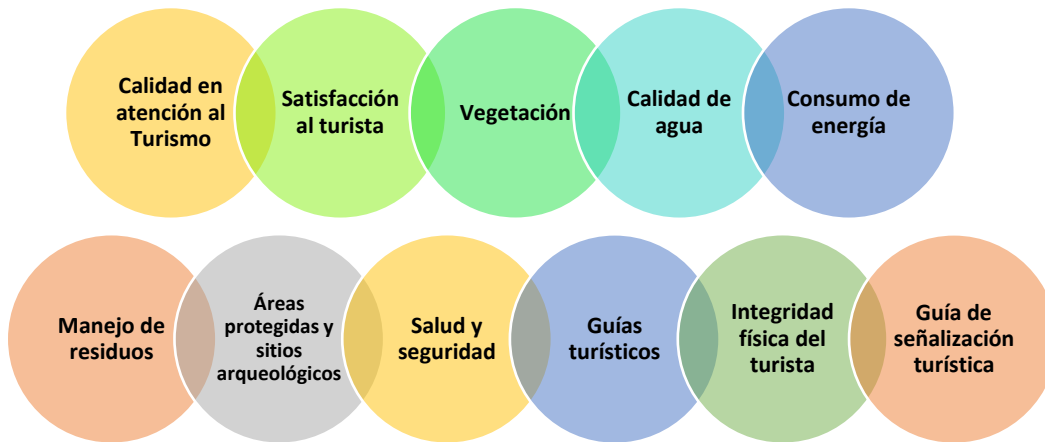 Calidad en
atención al
Turismo
Satisfacción
al turista
Vegetación
Calidad de
agua
Consumo de
energía
Manejo de
residuos
Áreas
protegidas y
sitios
arqueológicos
Salud y
seguridad
Guías
turísticos
Integridad
física del
turista
Guía de
señalización
turística